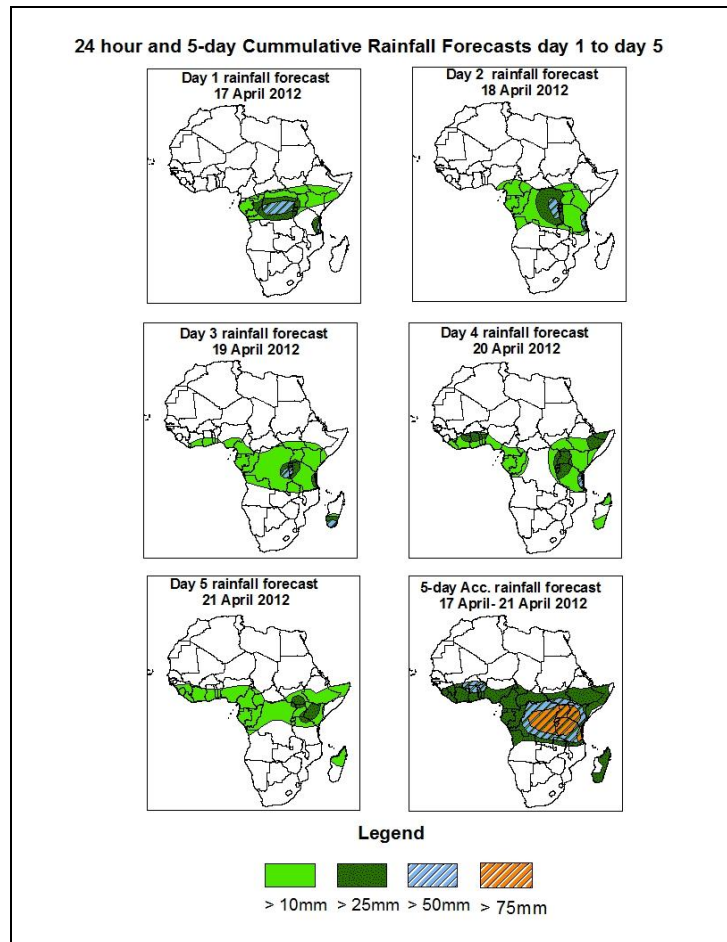 24 hour and 5-day Cummulative Rainfall Forecasts day 1 to day 5
Day 1 rainfall forecast
17 April 2012
Day 2 rainfall forecast
18 April 2012
Day 3 rainfall forecast
19 April 2012
Day 4 rainfall forecast
20 April 2012
Day 5 rainfall forecast
21 April 2012
5-day Acc. rainfall forecast
17 April- 21 April 2012
Legend
> 10mm > 25mm > 50mm > 75mm